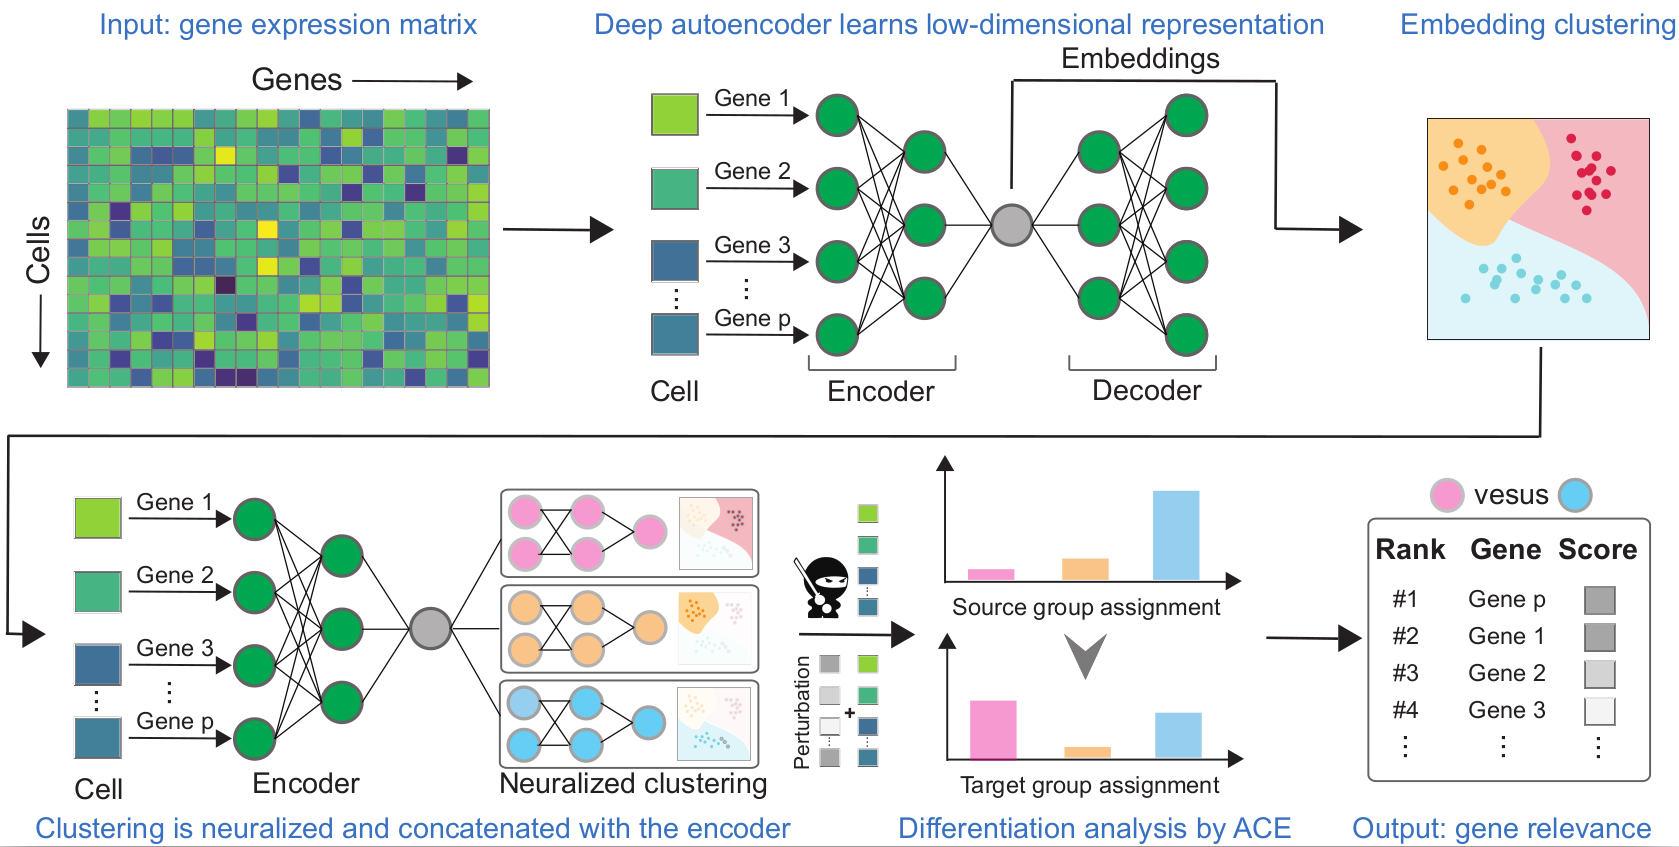 Input: gene expression matrix
Deep autoencoder learns low-dimensional representation
Embedding clustering
Genes
Cells
Embeddings
Gene 1
Gene 2
Gene 3
Gene p
Cell
Encoder
Decoder
Gene 1
Gene 2
Gene 3
Gene p
Cell
Encoder
Neuralized clustering
Perturbation
+
Source group assignment
Target group assignment
vesus
Rank Gene Score
#1 Gene p
#2 Gene 1
#3 Gene 2
#4 Gene 3
Clustering is neuralized and concatenated with the encoder
Differentiation analysis by ACE
Output: gene relevance